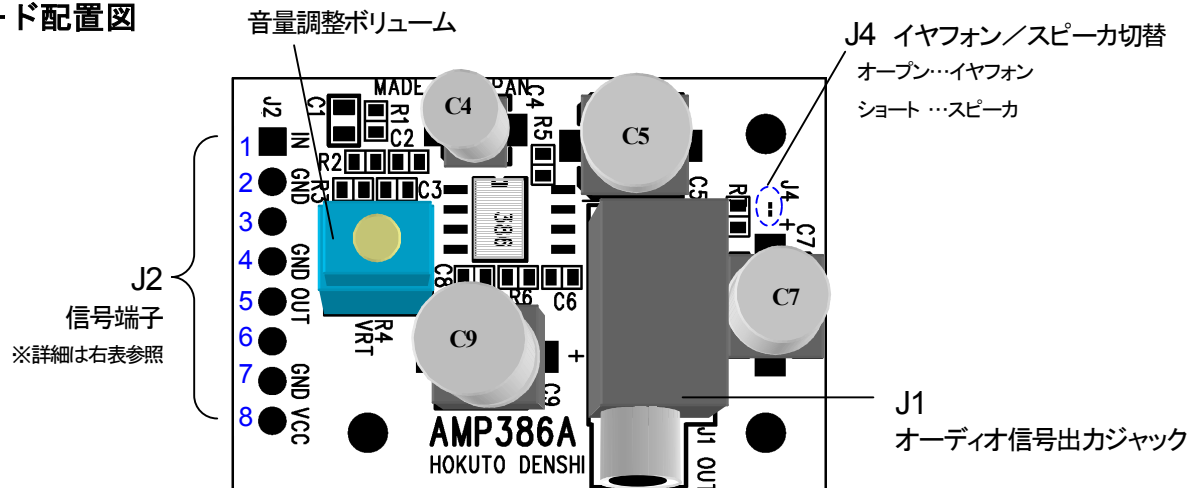 ード配置図
音量調整ボリューム
J4 イヤフォン／スピーカ切替
オープン…イヤフォン
ショート …スピーカ
MADE PAN
J2
C1
R1
C2
C4
C4
R5
C5
C5
1
IN
2
GND
3
4
GND
5
OUT
6
7
GND
8
VCC
R2
R3
C3
386
R
J4
+
C7
C7
J2
信号端子
※詳細は右表参照
C8
R6
C6
R4
VRT
C9
+
C9
AMP386A
HOKUTO DENSHI
J1 OUT
J1
オーディオ信号出力ジャック